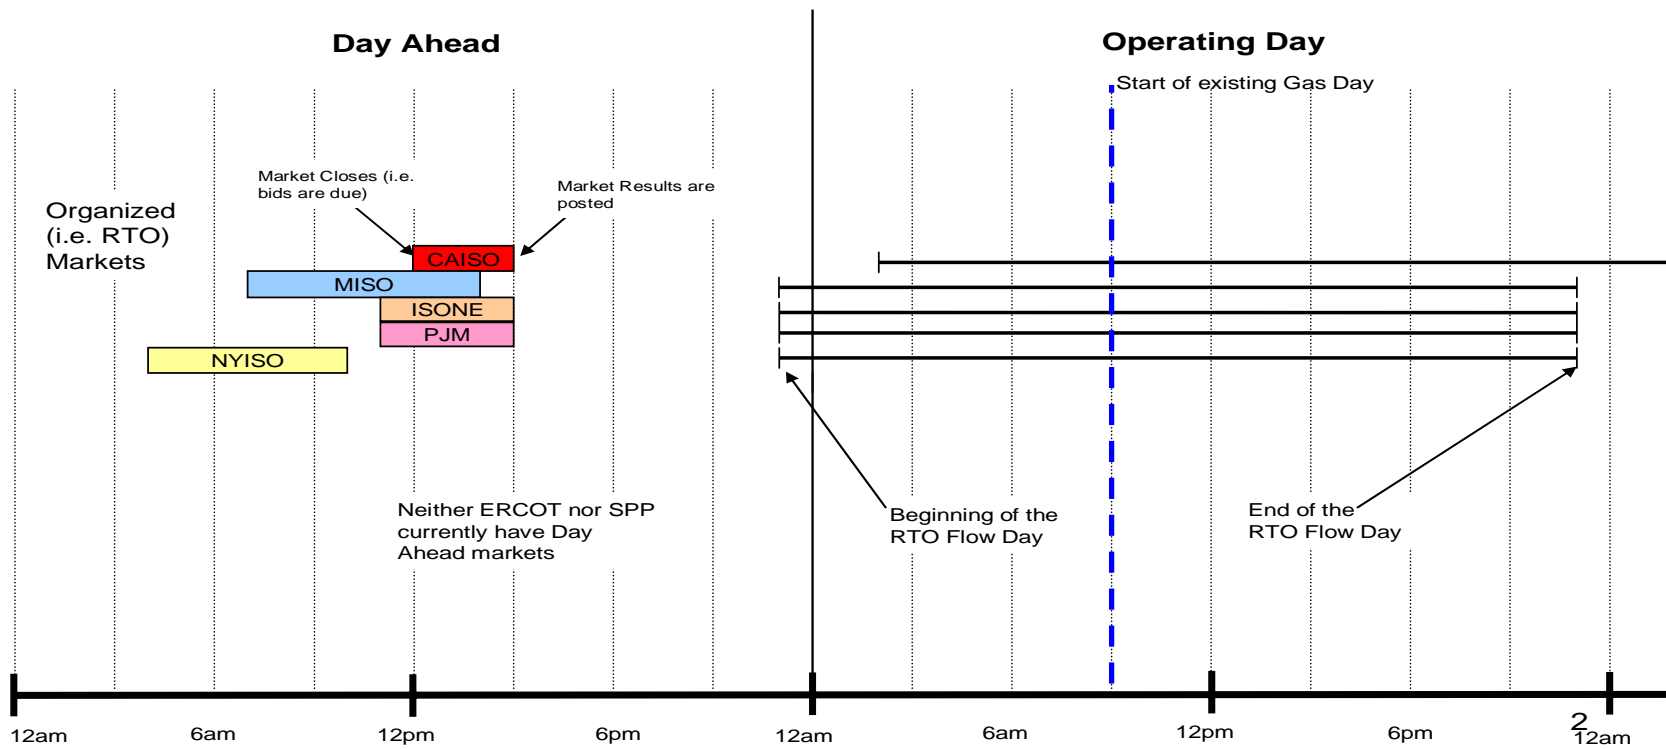 Day Ahead
Operating Day
Start of existing Gas Day
Market Closes (i.e.
bids are due)
Market Results are
posted
Organized
(i.e. RTO)
Markets
CAISO
MISO
ISONE
PJM
NYISO
Neither ERCOT nor SPP
currently have Day
Ahead markets
Beginning of the
RTO Flow Day
End of the
RTO Flow Day
2
12am
6am
12pm
6pm
12am
6am
12pm
6pm
12am